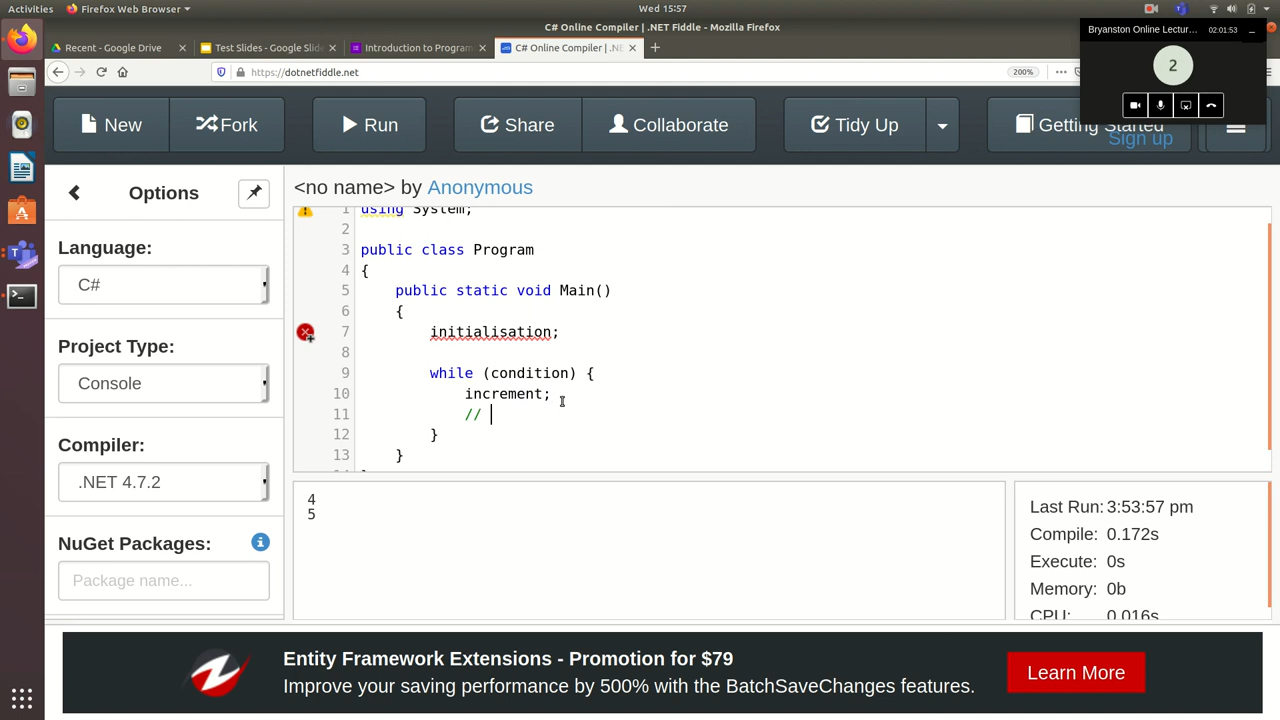 Activities Firefox Web Browser Wed 15:57
C# Online Compiler | .NET Fiddle - Mozilla Firefox
Recent - Google Drive Test Slides - Google Slide Introduction to Program C# Online Compiler | .NE
https://dotnetfiddle.net 200%
Bryanston Online Lectur... 02:01:53
2
New Fork Run Share Collaborate Tidy Up Getting Started
Sign up
Options
<no name> by Anonymous
Language:
C#
Project Type:
Console
Compiler:
.NET 4.7.2
NuGet Packages:
Package name...
1 using System;
2
3 public class Program
4 {
5 public static void Main()
6 {
7 initialisation;
8
9 while (condition) {
10 increment;
11 //
12 }
13 }
4
5
Last Run: 3:53:57 pm
Compile: 0.172s
Execute: 0s
Memory: 0b
CPU: 0.016s
Entity Framework Extensions - Promotion for $79
Improve your saving performance by 500% with the BatchSaveChanges features.
Learn More